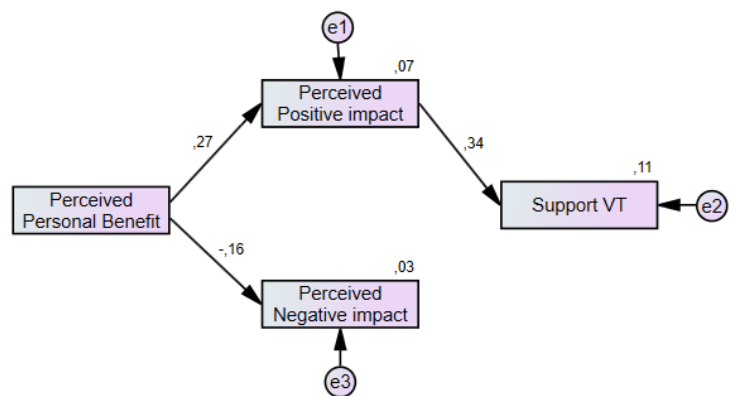 e1
,07
Perceived
Positive impact
,27
,34
,11
Perceived
Personal Benefit
Support VT
e2
-,16
,03
Perceived
Negative impact
e3